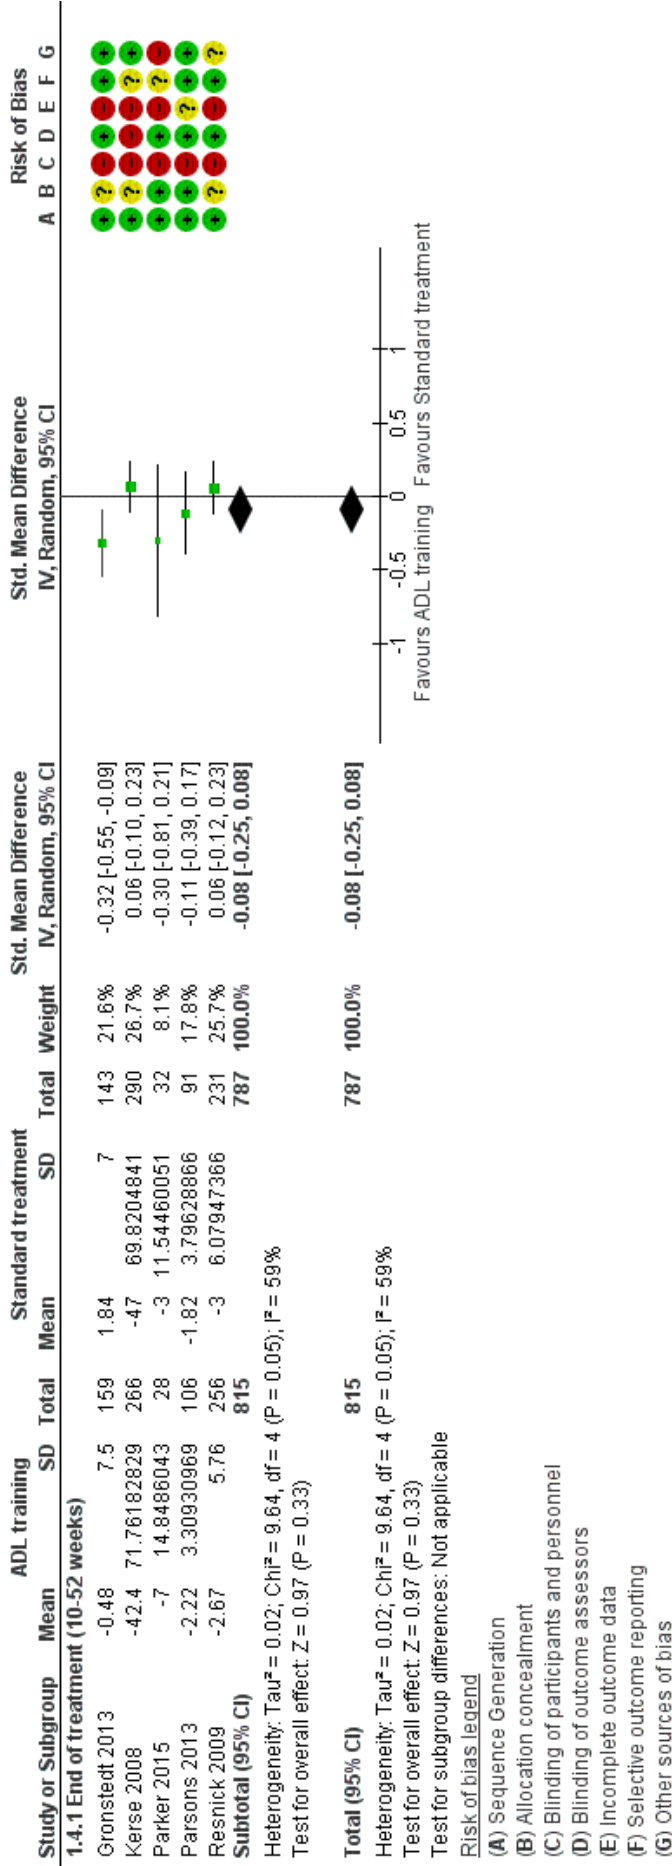 ADL training Standard treatment Std. Mean Difference Std. Mean Difference Risk of Bias
Study or Subgroup Mean SD Total Mean SD Total Weight IV, Random, 95% CI IV, Random, 95% CI A B C D E F G
1.4.1 End of treatment (10-52 weeks)
Gronstedt 2013 -0.48 7.5 159 1.84 7 143 21.6% -0.32 [-0.55, -0.09] + ? - + - + +
Kerse 2008 -42.4 71.76182829 266 -47 69.8204841 290 26.7% 0.06 [-0.10, 0.23] + ? - - - ? +
Parker 2015 -7 14.8486043 28 -3 11.54460051 32 8.1% -0.30 [-0.81, 0.21] + + - + - ? -
Parsons 2013 -2.22 3.30930969 106 -1.82 3.79628866 91 17.8% -0.11 [-0.39, 0.17] + + - + ? + +
Resnick 2009 -2.67 5.76 256 -3 6.07947366 231 25.7% 0.06 [-0.12, 0.23] + ? - + - + ?
Subtotal (95% CI) 815 787 100.0% -0.08 [-0.25, 0.08]
Heterogeneity: Tau² = 0.02; Chi² = 9.64, df = 4 (P = 0.05); I² = 59%
Test for overall effect: Z = 0.97 (P = 0.33)
Total (95% CI) 815 787 100.0% -0.08 [-0.25, 0.08]
Heterogeneity: Tau² = 0.02; Chi² = 9.64, df = 4 (P = 0.05); I² = 59%
Test for overall effect: Z = 0.97 (P = 0.33)
Test for subgroup differences: Not applicable
-1 -0.5 0 0.5 1
Favours ADL training Favours Standard treatment
Risk of bias legend
(A) Sequence Generation
(B) Allocation concealment
(C) Blinding of participants and personnel
(D) Blinding of outcome assessors
(E) Incomplete outcome data
(F) Selective outcome reporting
(G) Other sources of bias